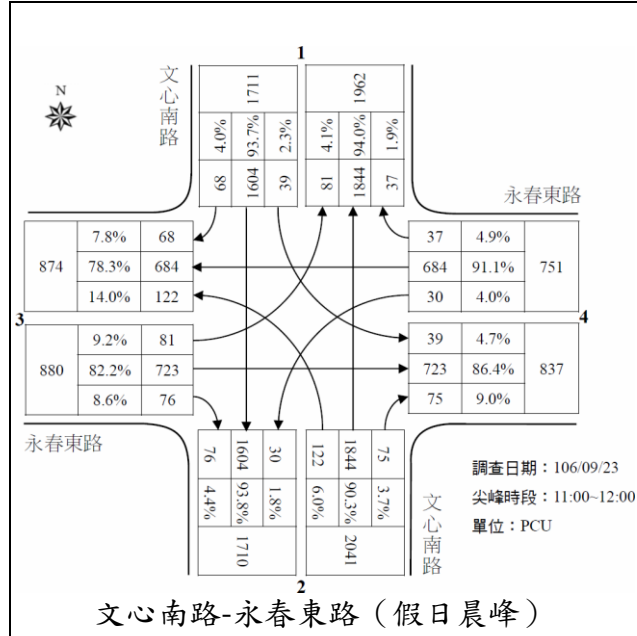 1
文心南路
N
1711
4.0% 93.7% 2.3%
68 1604 39
1962
4.1% 94.0% 1.9%
81 1844 37
永春東路
874
7.8% 68
78.3% 684
14.0% 122
37 4.9%
684 91.1%
30 4.0%
751
3
4
880
9.2% 81
82.2% 723
8.6% 76
39 4.7%
723 86.4%
75 9.0%
837
永春東路
76 1604 30
4.4% 93.8% 1.8%
1710
122 1844 75
6.0% 90.3% 3.7%
2041
文心南路
2
調查日期：106/09/23
尖峰時段：11:00~12:00
單位：PCU
文心南路-永春東路（假日晨峰）